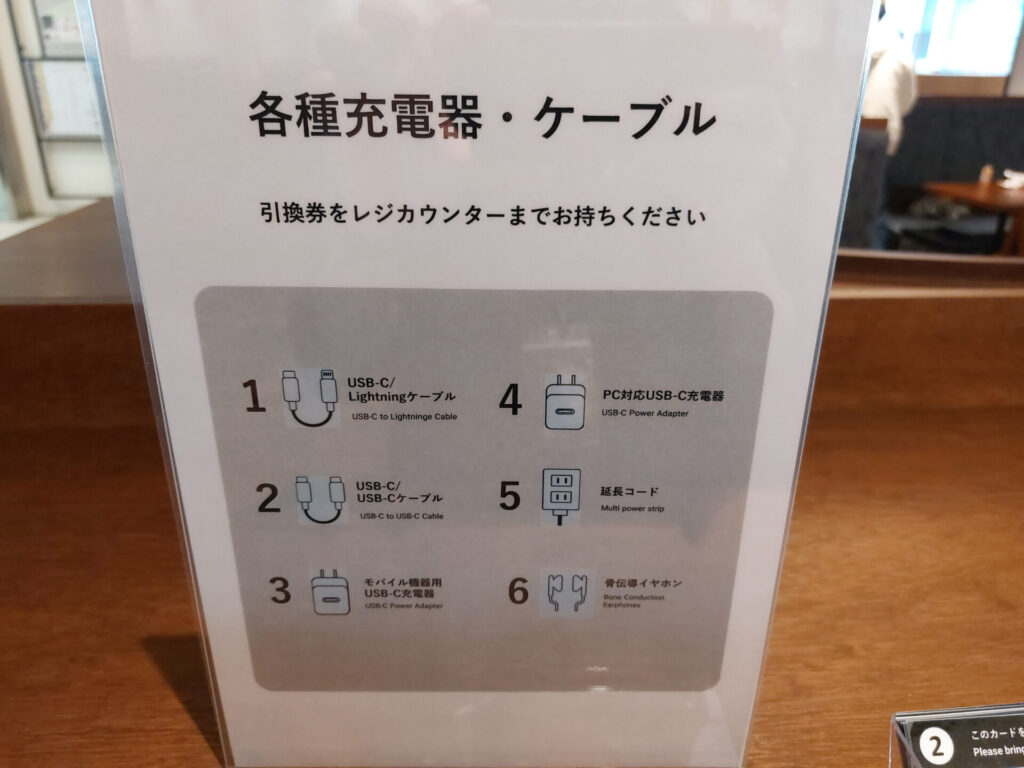 各種充電器・ケーブル
引換券をレジカウンターまでお持ちください
1
USB-C/
Lightningケーブル
USB-C to Lightninge Cable
2
USB-C/
USB-Cケーブル
USB-C to USB-C Cable
3
モバイル機器用
USB-C充電器
USB-C Power Adapter
4
PC対応USB-C充電器
USB-C Power Adapter
5
延長コード
Multi power strip
6
骨伝導イヤホン
Bone Conduction
Earphones
2
このカードを
Please bring